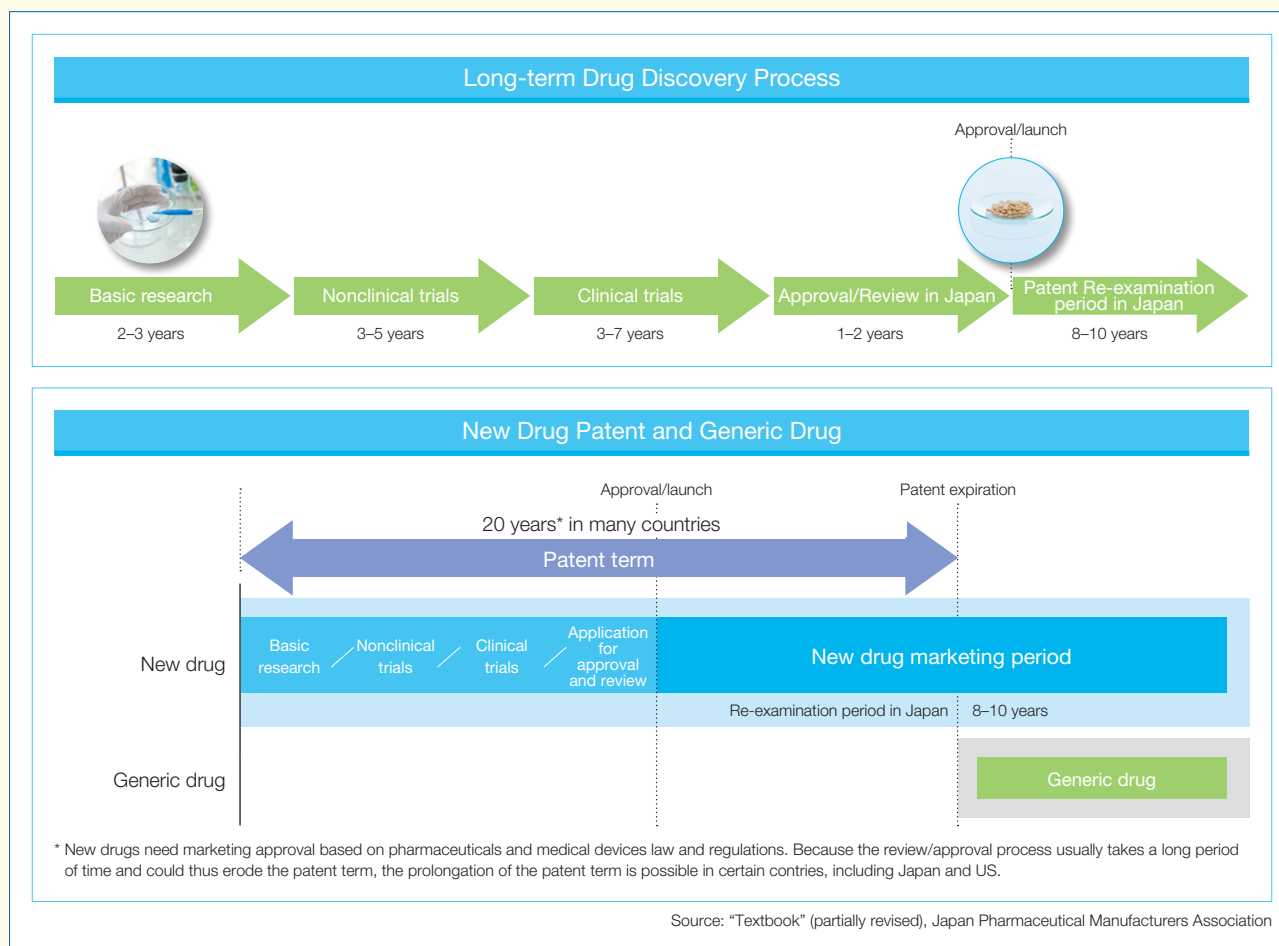 Long-term Drug Discovery Process
Approval/launch
Basic research
Nonclinical trials
Clinical trials
Approval/Review in Japan
Patent Re-examination
period in Japan
2–3 years
3–5 years
3–7 years
1–2 years
8–10 years
New Drug Patent and Generic Drug
Approval/launch
Patent expiration
20 years* in many countries
Patent term
New drug
Basic
research
Nonclinical
trials
Clinical
trials
Application
for
approval
and review
New drug marketing period
Re-examination period in Japan
8–10 years
Generic drug
Generic drug
* New drugs need marketing approval based on pharmaceuticals and medical devices law and regulations. Because the review/approval process usually takes a long period
of time and could thus erode the patent term, the prolongation of the patent term is possible in certain contries, including Japan and US.
Source: “Textbook” (partially revised), Japan Pharmaceutical Manufacturers Association